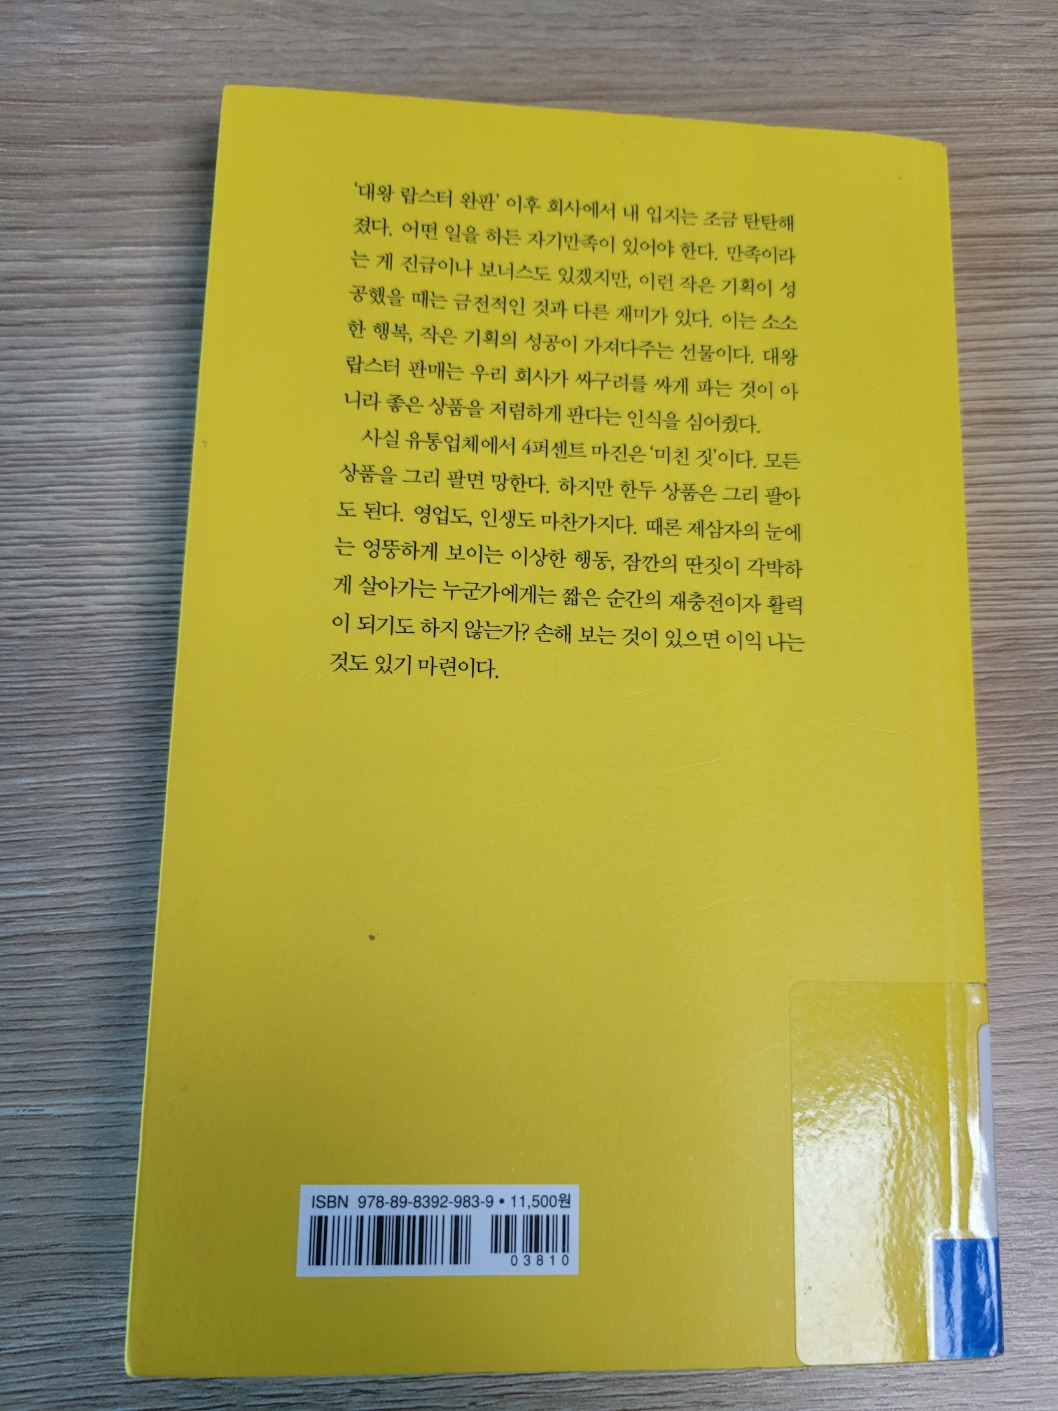 ‘대왕 랍스터 완판’ 이후 회사에서 내 입지는 조금 탄탄해
졌다. 어떤 일을 하든 자기만족이 있어야 한다. 만족이라
는 게 진급이나 보너스도 있겠지만, 이런 작은 기획이 성
공했을 때는 금전적인 것과 다른 재미가 있다. 이는 소소
한 행복, 작은 기획의 성공이 가져다주는 선물이다. 대왕
랍스터 판매는 우리 회사가 싸구려를 싸게 파는 것이 아
니라 좋은 상품을 저렴하게 판다는 인식을 심어줬다.
사실 유통업체에서 4퍼센트 마진은 ‘미친 짓’이다. 모든
상품을 그리 팔면 망한다. 하지만 한두 상품은 그리 팔아
도 된다. 영업도, 인생도 마찬가지다. 때론 제삼자의 눈에
는 엉뚱하게 보이는 이상한 행동, 잠깐의 딴짓이 각박하
게 살아가는 누군가에게는 짧은 순간의 재충전이자 활력
이 되기도 하지 않는가? 손해 보는 것이 있으면 이익 나는
것도 있기 마련이다.
ISBN 978-89-8392-983-9 • 11,500원
03810